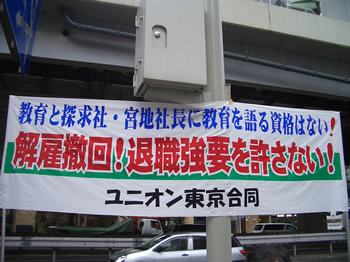 教育と探求社・宮地社長に教育を語る資格はない!
解雇撤回!退職強要を許さない!
ユニオン東京合同